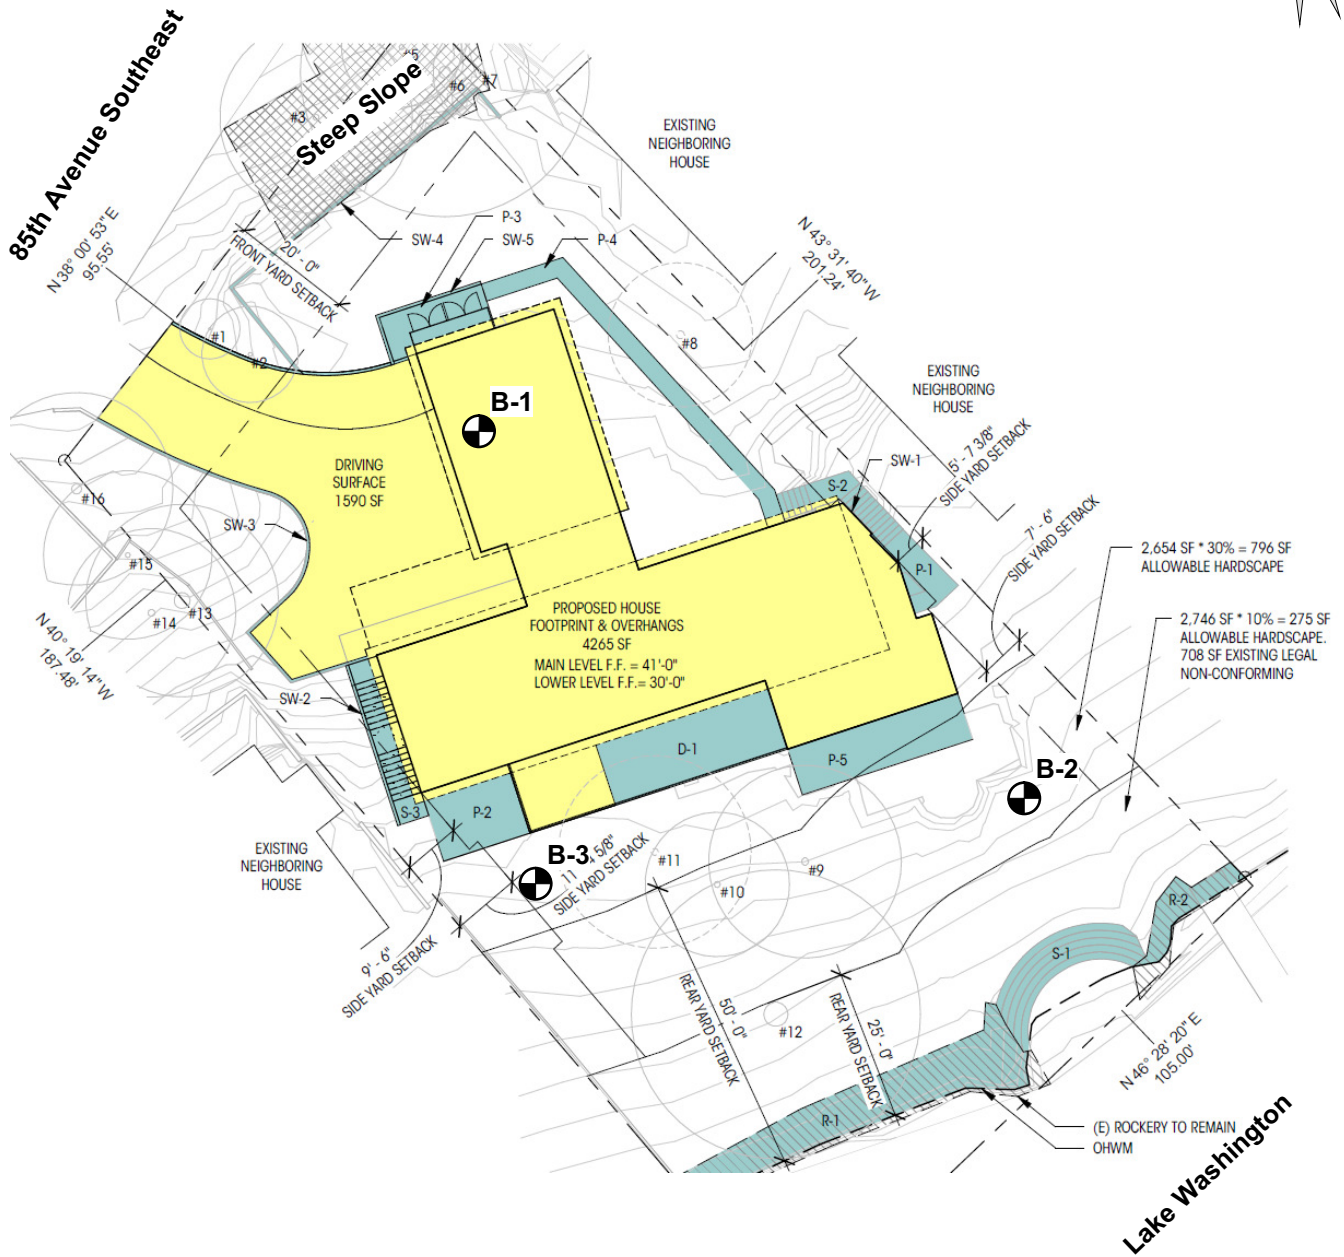 85th Avenue Southeast
Steep Slope
#5
#6
#7
#3
EXISTING
NEIGHBORING
HOUSE
N 38° 00' 53" E
95.55'
20' - 0"
FRONT YARD SETBACK
SW-4
P-3
SW-5
P-4
N 43° 31' 40" W
201.24'
#1
#2
#8
B-1
EXISTING
NEIGHBORING
HOUSE
5' - 7 3/8"
SIDE YARD SETBACK
SW-1
S-2
DRIVING
SURFACE
1590 SF
#16
SW-3
#15
#14
#13
N 40° 19' 14" W
187.48'
7' - 6"
SIDE YARD SETBACK
P-1
2,654 SF * 30% = 796 SF
ALLOWABLE HARDSCAPE
2,746 SF * 10% = 275 SF
ALLOWABLE HARDSCAPE.
708 SF EXISTING LEGAL
NON-CONFORMING
PROPOSED HOUSE
FOOTPRINT & OVERHANGS
4265 SF
MAIN LEVEL F.F. = 41'-0"
LOWER LEVEL F.F.= 30'-0"
SW-2
D-1
P-5
B-2
S-3
P-2
EXISTING
NEIGHBORING
HOUSE
B-3
4 5/8"
SIDE YARD SETBACK
#11
#10
#9
9' - 6"
SIDE YARD SETBACK
R-2
S-1
50' - 0"
REAR YARD SETBACK
25' - 0"
REAR YARD SETBACK
#12
N 46° 28' 20" E
105.00'
R-1
(E) ROCKERY TO REMAIN
OHWM
Lake Washington